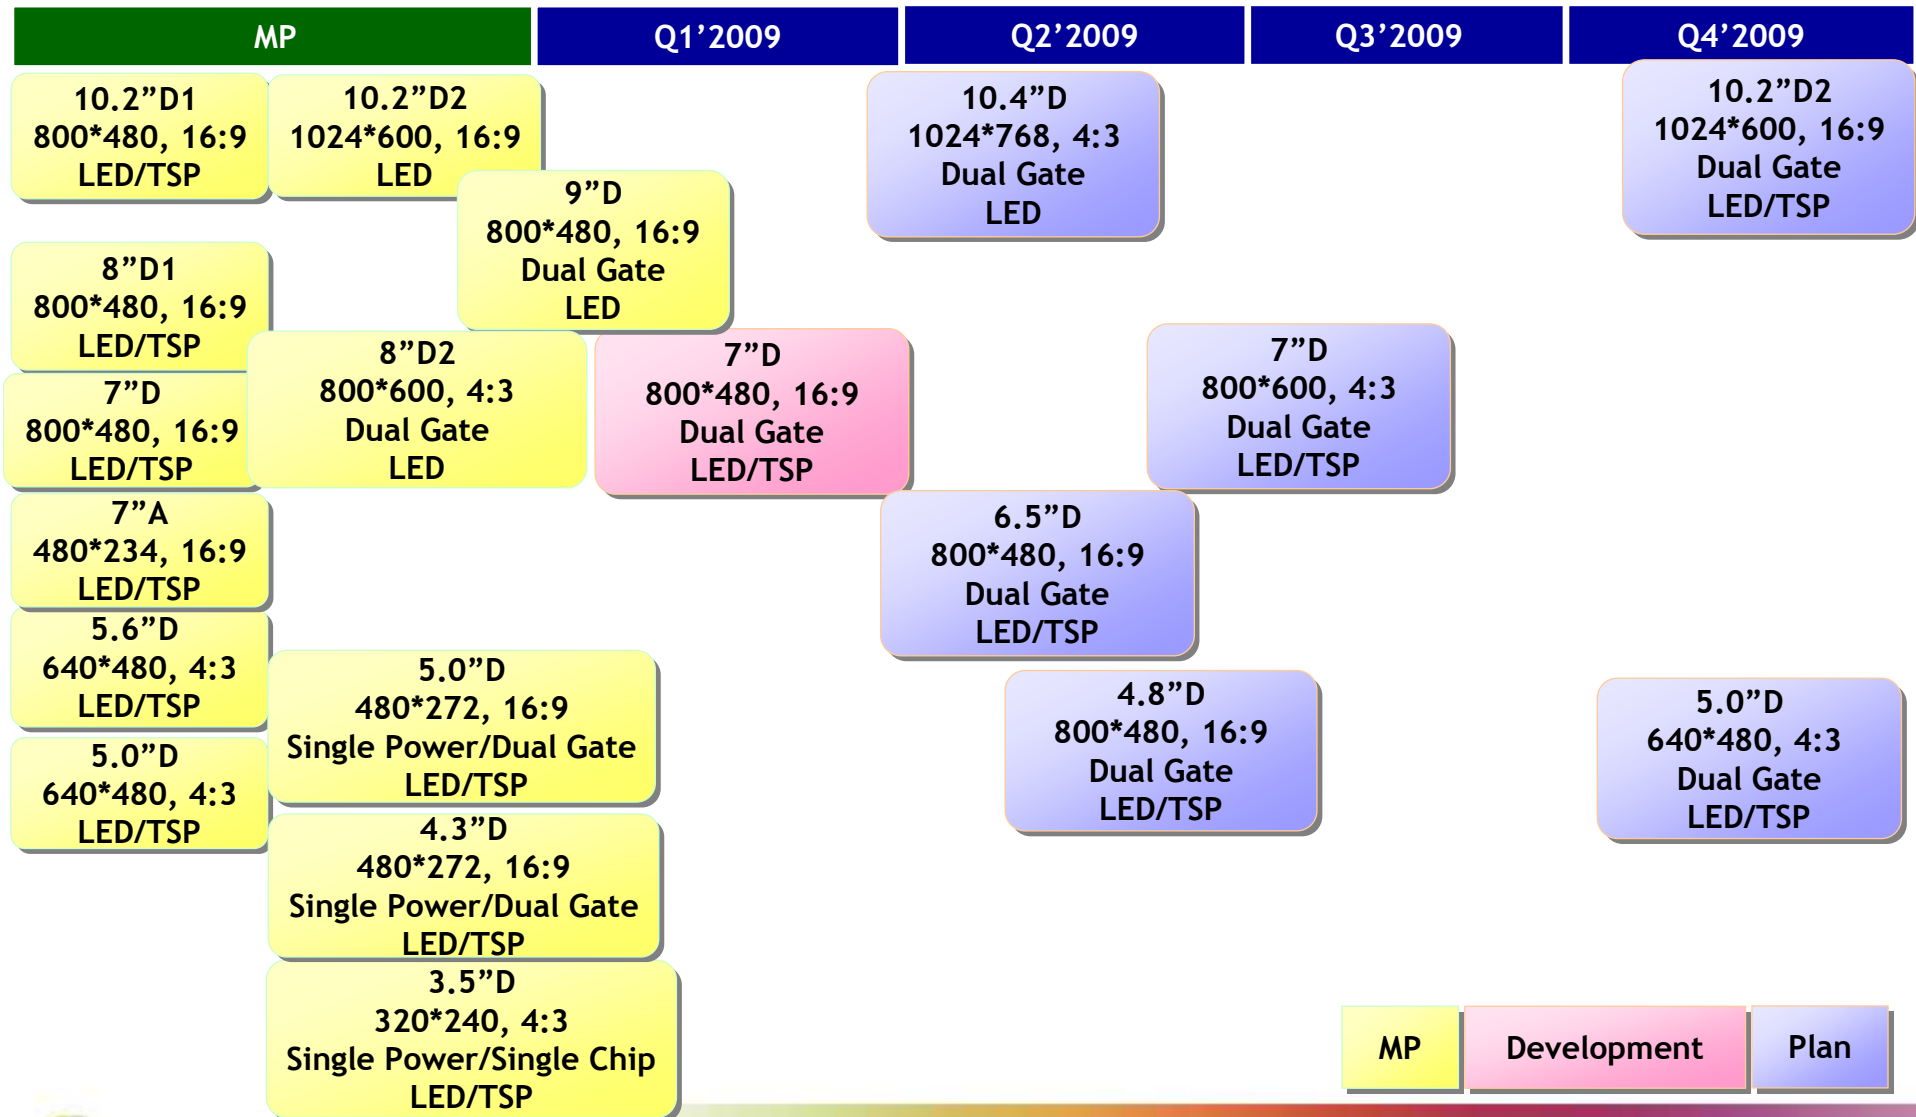 MP
Q1’2009
Q2’2009
Q3’2009
Q4’2009
10.2”D1
800*480, 16:9
LED/TSP
10.2”D2
1024*600, 16:9
LED
9”D
800*480, 16:9
Dual Gate
LED
10.4”D
1024*768, 4:3
Dual Gate
LED
10.2”D2
1024*600, 16:9
Dual Gate
LED/TSP
8”D1
800*480, 16:9
LED/TSP
8”D2
800*600, 4:3
Dual Gate
LED
7”D
800*480, 16:9
Dual Gate
LED/TSP
7”D
800*600, 4:3
Dual Gate
LED/TSP
7”D
800*480, 16:9
LED/TSP
7”A
480*234, 16:9
LED/TSP
6.5”D
800*480, 16:9
Dual Gate
LED/TSP
5.6”D
640*480, 4:3
LED/TSP
5.0”D
480*272, 16:9
Single Power/Dual Gate
LED/TSP
4.8”D
800*480, 16:9
Dual Gate
LED/TSP
5.0”D
640*480, 4:3
Dual Gate
LED/TSP
5.0”D
640*480, 4:3
LED/TSP
4.3”D
480*272, 16:9
Single Power/Dual Gate
LED/TSP
3.5”D
320*240, 4:3
Single Power/Single Chip
LED/TSP
MP
Development
Plan